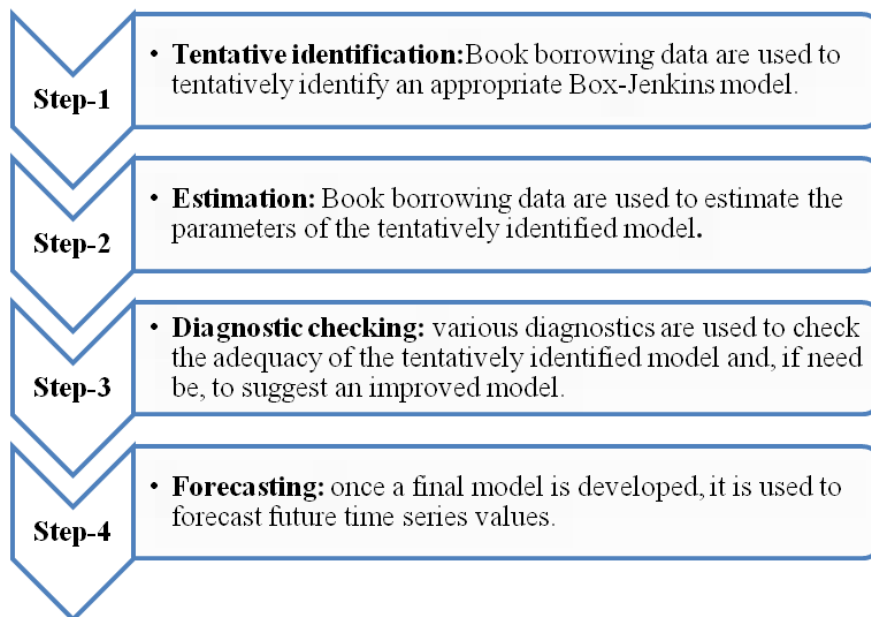 Step-1
• Tentative identification:Book borrowing data are used to
tentatively identify an appropriate Box-Jenkins model.
Step-2
• Estimation: Book borrowing data are used to estimate the
parameters of the tentatively identified model.
Step-3
• Diagnostic checking: various diagnostics are used to check
the adequacy of the tentatively identified model and, if need
be, to suggest an improved model.
Step-4
• Forecasting: once a final model is developed, it is used to
forecast future time series values.